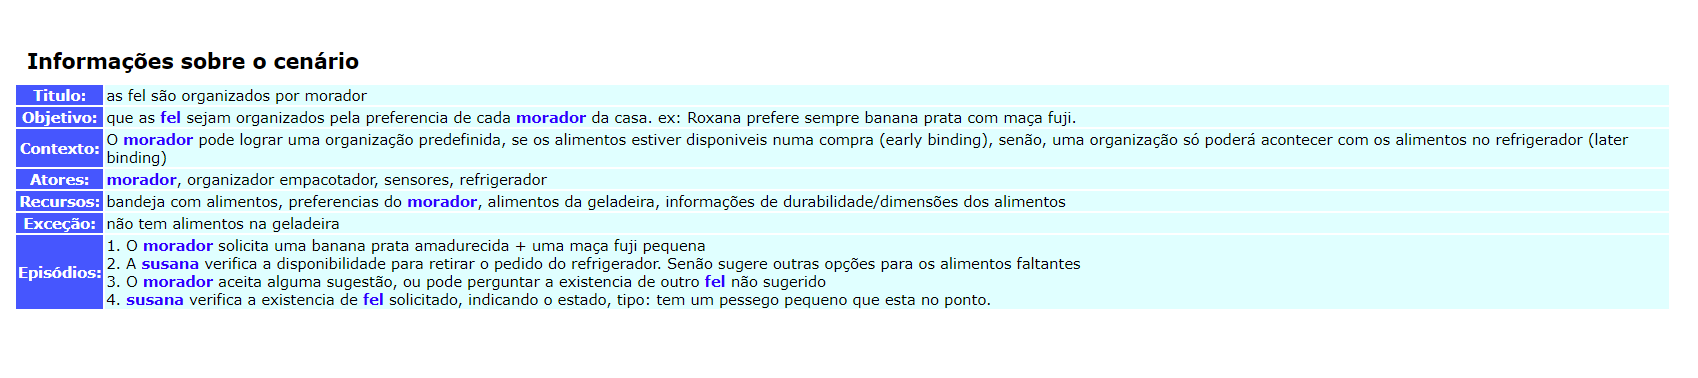 Informações sobre o cenário
Titulo: as fel são organizados por morador
Objetivo: que as fel sejam organizados pela preferencia de cada morador da casa. ex: Roxana prefere sempre banana prata com maça fuji.
Contexto: O morador pode lograr uma organização predefinida, se os alimentos estiver disponiveis numa compra (early binding), senão, uma organização só poderá acontecer com os alimentos no refrigerador (later
binding)
Atores: morador, organizador empacotador, sensores, refrigerador
Recursos: bandeja com alimentos, preferencias do morador, alimentos da geladeira, informações de durabilidade/dimensões dos alimentos
Exceção: não tem alimentos na geladeira
Episódios: 1. O morador solicita uma banana prata amadurecida + uma maça fuji pequena
2. A susana verifica a disponibilidade para retirar o pedido do refrigerador. Senão sugere outras opções para os alimentos faltantes
3. O morador aceita alguma sugestão, ou pode perguntar a existencia de outro fel não sugerido
4. susana verifica a existencia de fel solicitado, indicando o estado, tipo: tem um pessego pequeno que esta no ponto.